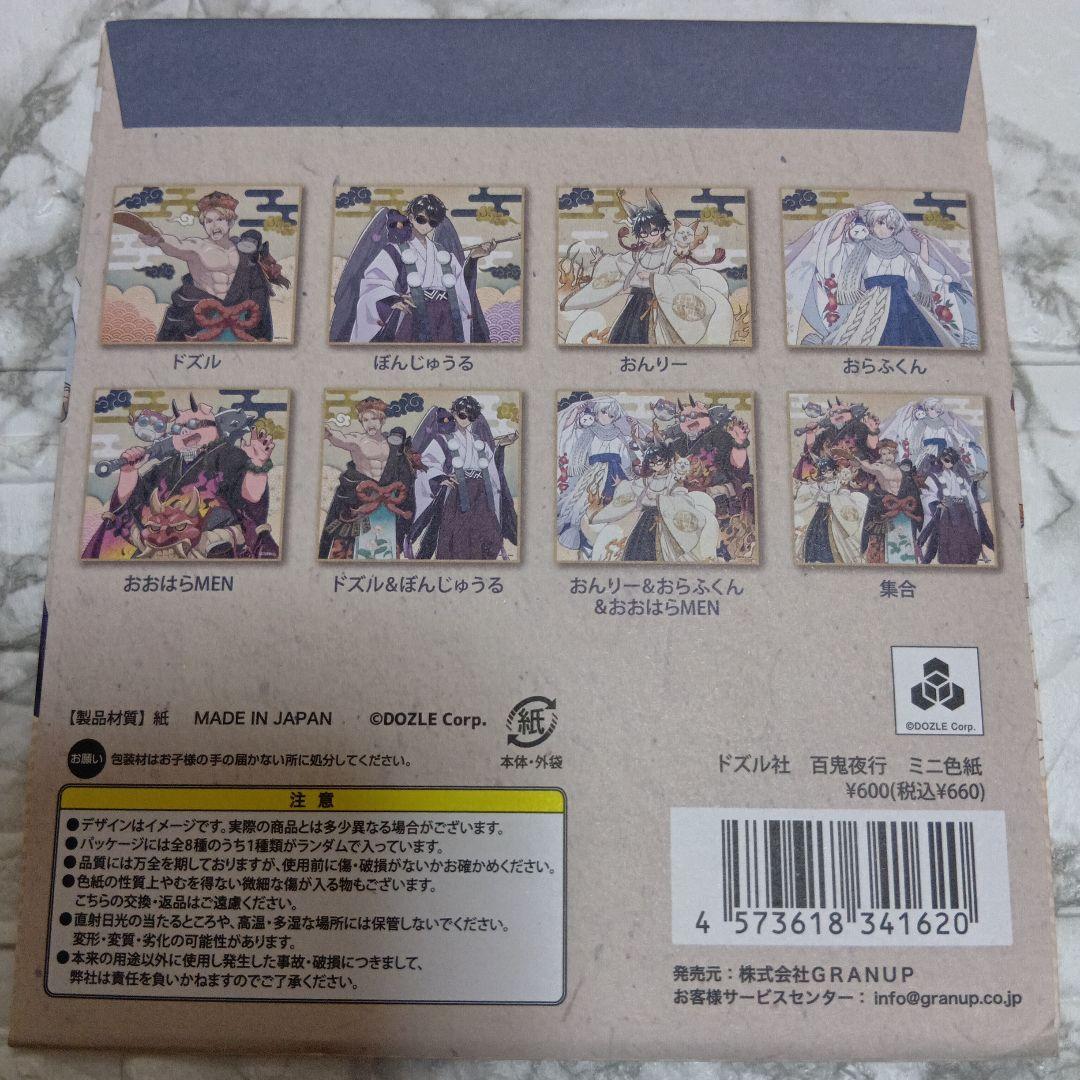 ドズル
ぼんじゅうる
おんりー
おらふくん
おおはらMEN
ドズル&ぼんじゅうる
おんりー&おらふくん
&おおはらMEN
集合
©DOZLE Corp.
【製品材質】紙 MADE IN JAPAN ©DOZLE Corp.
紙
本体・外袋
お願い 包装材はお子様の手の届かない所に処分してください。
注意
●デザインはイメージです。実際の商品とは多少異なる場合がございます。
●パッケージには全8種のうち1種類がランダムで入っています。
●品質には万全を期しておりますが、使用前に傷・破損がないかお確かめください。
●色紙の性質上やむを得ない微細な傷が入る物もございます。
こちらの交換・返品はご遠慮ください。
●直射日光の当たるところや、高温・多湿な場所には保管しないでください。
変形・変質・劣化の可能性があります。
●本来の用途以外に使用し発生した事故・破損につきまして、
弊社は責任を負いかねますのでご了承ください。
ドズル社 百鬼夜行 ミニ色紙
¥600(税込¥660)
4 573618 341620
発売元：株式会社GRANUP
お客様サービスセンター：info@granup.co.jp